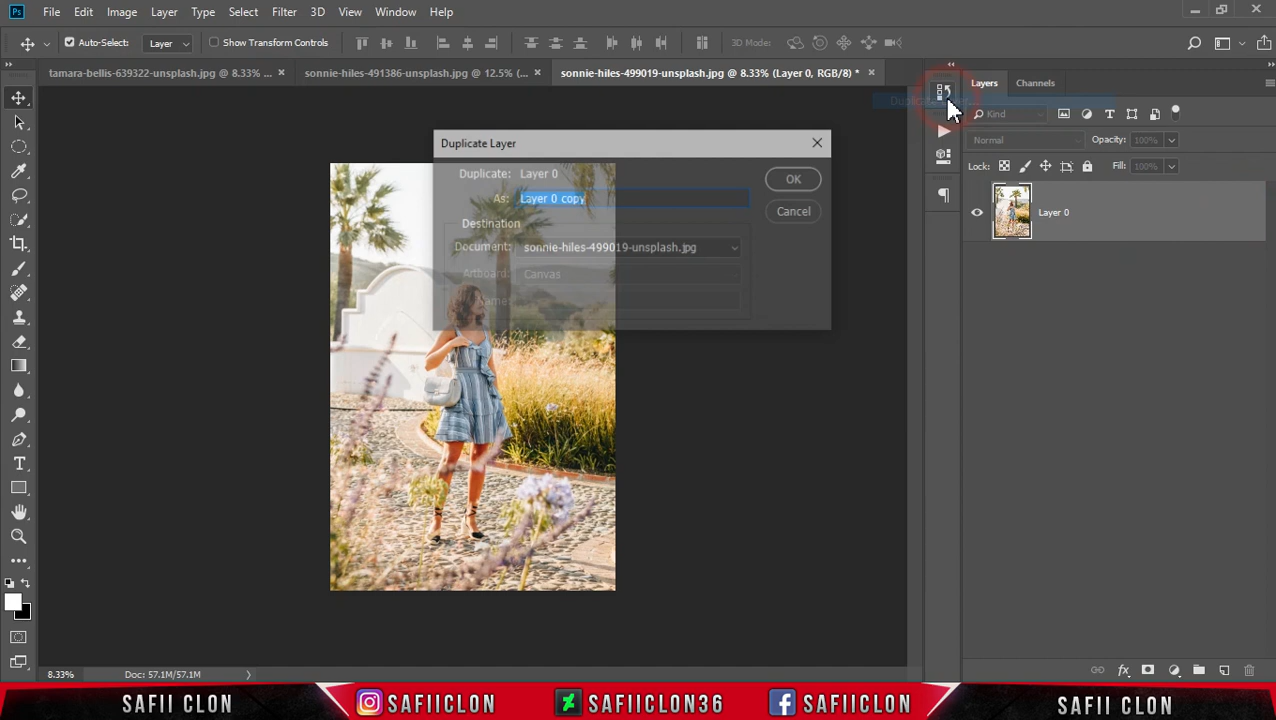 Ps File Edit Image Layer Type Select Filter 3D View Window Help
Auto-Select: Layer Show Transform Controls 3D Mode:
tamara-bellis-639322-unsplash.jpg @ 8.33% ... × sonnie-hiles-491386-unsplash.jpg @ 12.5% (... × sonnie-hiles-499019-unsplash.jpg @ 8.33% (Layer 0, RGB/8) * ×
Layers Channels
Duplicate Layer...
Kind
Normal Opacity: 100%
Lock: Fill: 100%
Layer 0
Duplicate Layer
Duplicate: Layer 0
As: Layer 0 copy
OK
Cancel
Destination
Document: sonnie-hiles-499019-unsplash.jpg
Artboard: Canvas
Name:
8.33% Doc: 57.1M/57.1M
SAFII CLON SAFIICLON SAFIICLON36 SAFIICLON SAFII CLON